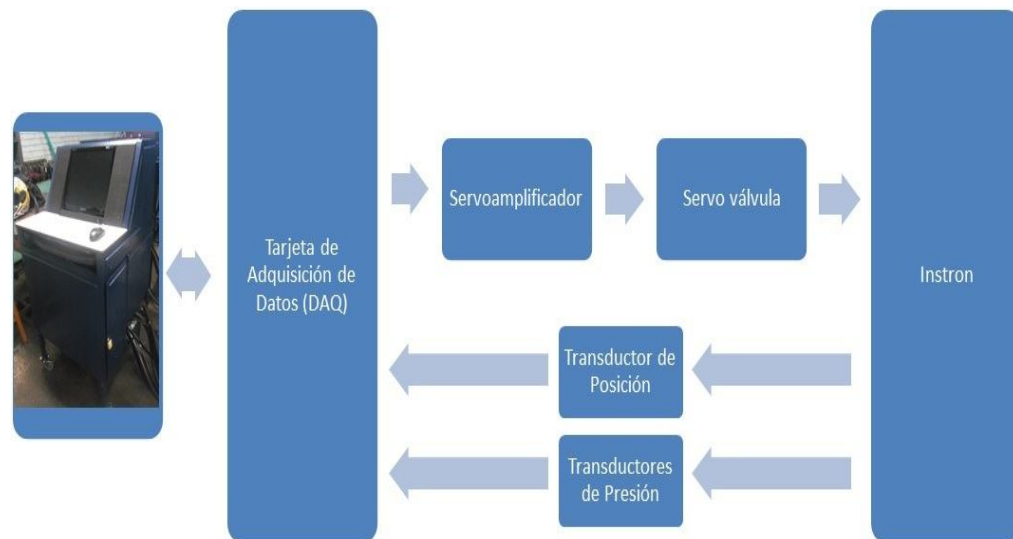 Tarjeta de
Adquisición de
Datos (DAQ)
Servoamplificador
Servo válvula
Instron
Transductor de
Posición
Transductores
de Presión